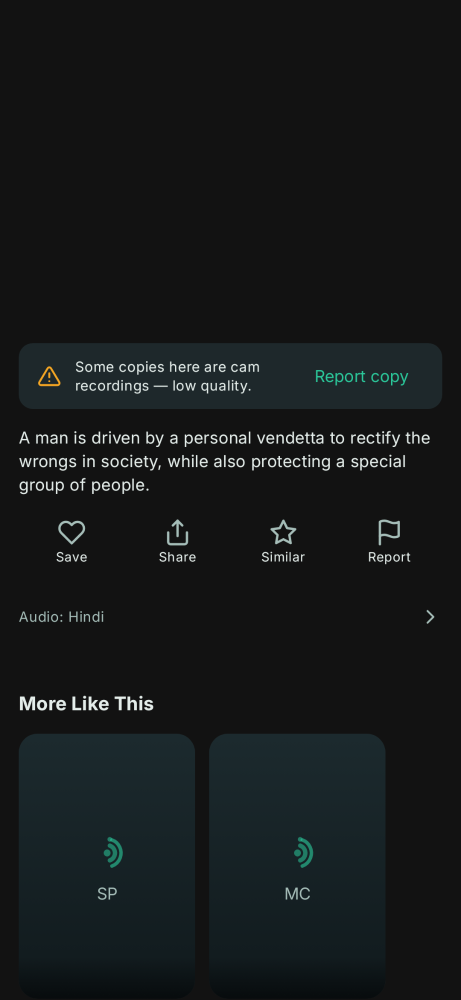 Some copies here are cam
recordings — low quality.
Report copy
A man is driven by a personal vendetta to rectify the
wrongs in society, while also protecting a special
group of people.
Save
Share
Similar
Report
Audio: Hindi
More Like This
SP
MC